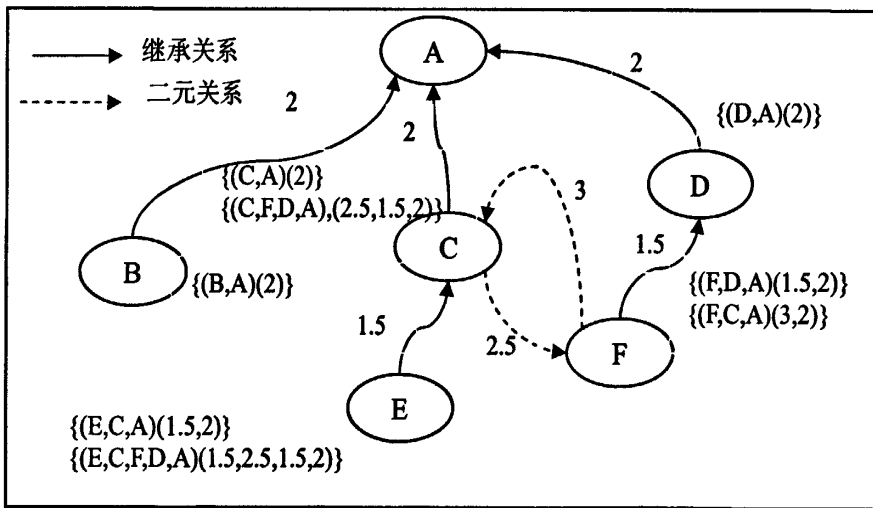 A
继承关系
二元关系
2
2
2
{(D,A)(2)}
{(C,A)(2)}
{(C,F,D,A),(2.5,1.5,2)}
3
D
B
C
1.5
{(B,A)(2)}
{(F,D,A)(1.5,2)}
{(F,C,A)(3,2)}
1.5
2.5
F
E
{(E,C,A)(1.5,2)}
{(E,C,F,D,A)(1.5,2.5,1.5,2)}